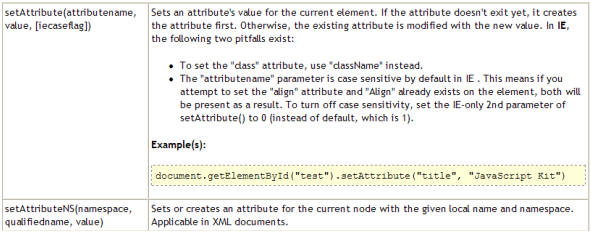 setAttribute(attributename,
value, [iecaseflag])
Sets an attribute's value for the current element. If the attribute doesn't exit yet, it creates
the attribute first. Otherwise, the existing attribute is modified with the new value. In IE,
the following two pitfalls exist:
• To set the "class" attribute, use "className" instead.
• The "attributename" parameter is case sensitive by default in IE . This means if you
attempt to set the "align" attribute and "Align" already exists on the element, both will
be present as a result. To turn off case sensitivity, set the IE-only 2nd parameter of
setAttribute() to 0 (instead of default, which is 1).
Example(s):
document.getElementById("test").setAttribute("title", "JavaScript Kit")
setAttributeNS(namespace,
qualifiedname, value)
Sets or creates an attribute for the current node with the given local name and namespace.
Applicable in XML documents.